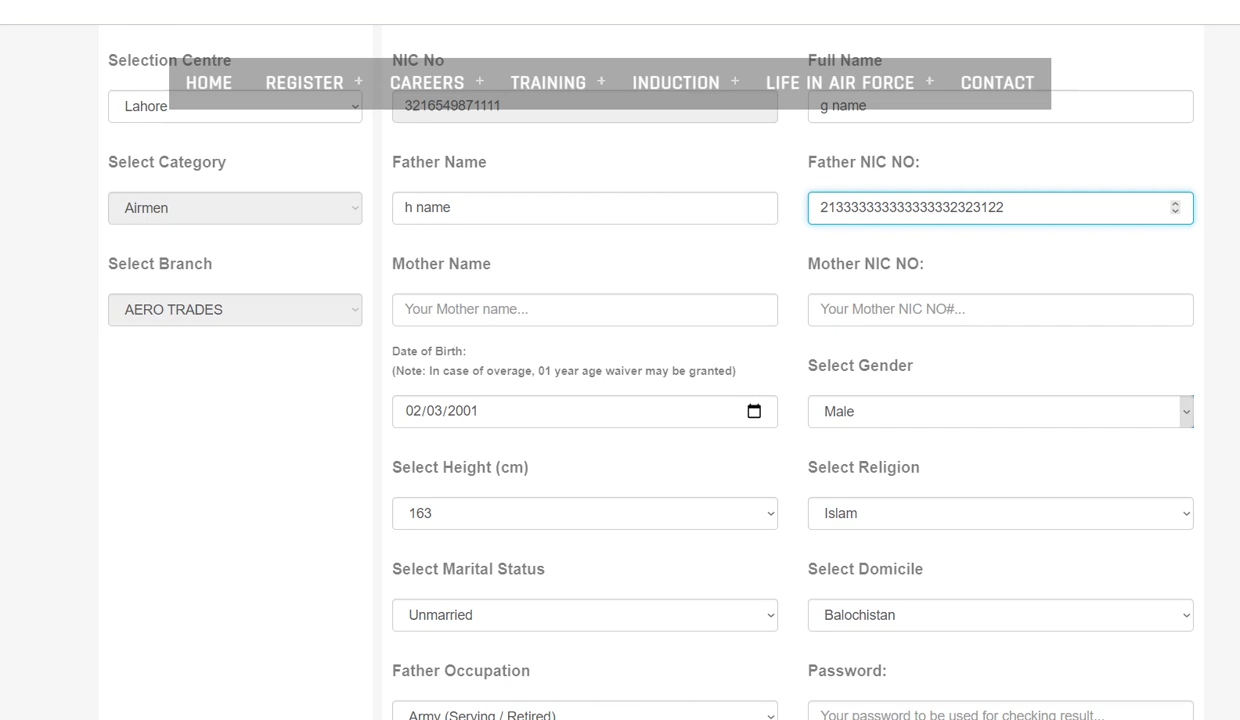 HOME REGISTER + CAREERS + TRAINING + INDUCTION + LIFE IN AIR FORCE + CONTACT
Selection Centre
Lahore
Select Category
Airmen
Select Branch
AERO TRADES
NIC No
3216549871111
Full Name
g name
Father Name
h name
Father NIC NO:
213333333333333332323122
Mother Name
Your Mother name...
Mother NIC NO:
Your Mother NIC NO#...
Date of Birth:
(Note: In case of overage, 01 year age waiver may be granted)
02/03/2001
Select Gender
Male
Select Height (cm)
163
Select Religion
Islam
Select Marital Status
Unmarried
Select Domicile
Balochistan
Father Occupation
Army (Serving / Retired)
Password:
Your password to be used for checking result...